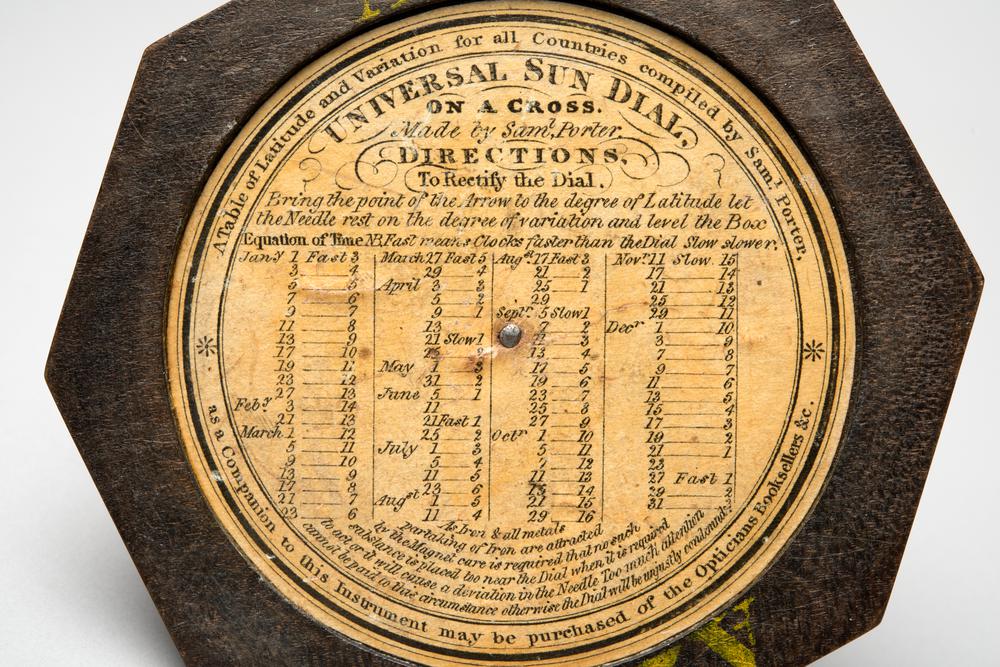 A Table of Latitude and Variation for all Countries compiled by Saml. Porter,
as a Companion to this Instrument may be purchased of the Opticians Booksellers &c.
UNIVERSAL SUN DIAL,
ON A CROSS.
Made by Saml. Porter
DIRECTIONS,
To Rectify the Dial.
Bring the point of the Arrow to the degree of Latitude let
the Needle rest on the degree of variation and level the Box
Equation of Time NB Fast means Clocks faster than the Dial Slow slower.
Jany 1 Fast 3
3 4
5 5
7 6
9 7
11 8
13 9
17 10
19 11
23 12
27 13
Feby 3 14
21 13
March 1 12
5 11
9 10
13 9
17 8
21 7
23 6
March 27 Fast 5
29 4
April 3 3
5 2
9 1
13
21 Slow 1
2
May 1 3
31 2
June 5 1
11
21 Fast 1
25 2
July 1 3
5 4
11 5
23 6
Augst 1 5
11 4
Augst 17 Fast 3
21 2
25 1
29
Septr 5 Slow 1
7 2
3
13 4
17 5
19 6
23 7
25 8
27 9
Octr 1 10
5 11
7 12
11 13
15 14
21 15
29 16
Novr 11 Slow 15
17 14
21 13
25 12
29 11
Decr 1 10
3 9
7 8
9 7
11 6
13 5
15 4
17 3
19 2
21 1
23
27 Fast 1
29 2
31 3
As Iron & all metals
partaking of Iron are attracted
by the Magnet care is required that no such
substance is placed too near the Dial when it is required
to act or it will cause a deviation in the Needle Too much attention
cannot be paid to this circumstance otherwise the Dial will be unjustly condemned